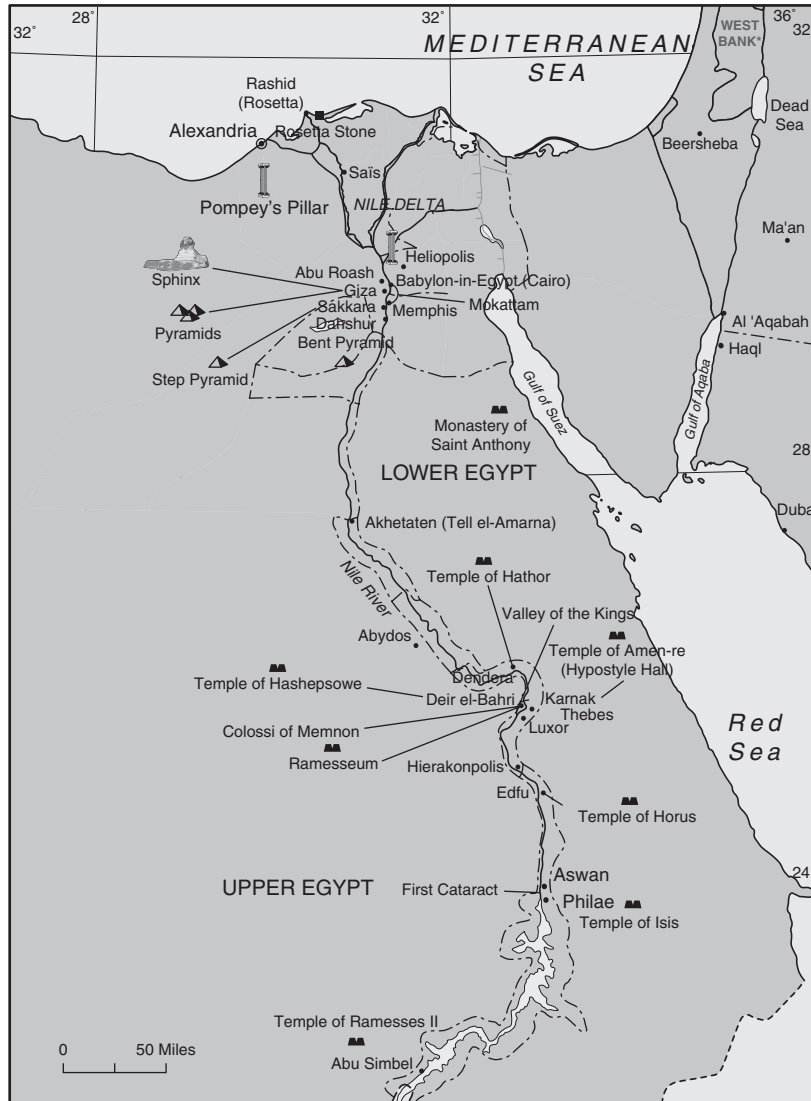 28˚
32˚
36˚
32˚
32
MEDITERRANEAN
SEA
WEST
BANK*
Rashid
(Rosetta)
Dead
Sea
Alexandria
Rosetta Stone
Beersheba
Saïs
NILE DELTA
Pompey's Pillar
Ma'an
Heliopolis
Sphinx
Abu Roash
Babylon-in-Egypt (Cairo)
Giza
Mokattam
Sakkara
Memphis
Pyramids
Dahshur
Al 'Aqabah
Bent Pyramid
Haql
Step Pyramid
Gulf of Suez
Gulf of Aqaba
Monastery of
Saint Anthony
28
LOWER EGYPT
Duba
Akhetaten (Tell el-Amarna)
Nile River
Temple of Hathor
Valley of the Kings
Abydos
Temple of Amen-re
(Hypostyle Hall)
Dendera
Temple of Hashepsowe
Deir el-Bahri
Karnak
Thebes
Colossi of Memnon
Luxor
Red
Sea
Ramesseum
Hierakonpolis
Edfu
Temple of Horus
Aswan
24
UPPER EGYPT
First Cataract
Philae
Temple of Isis
Temple of Ramesses II
0 50 Miles
Abu Simbel